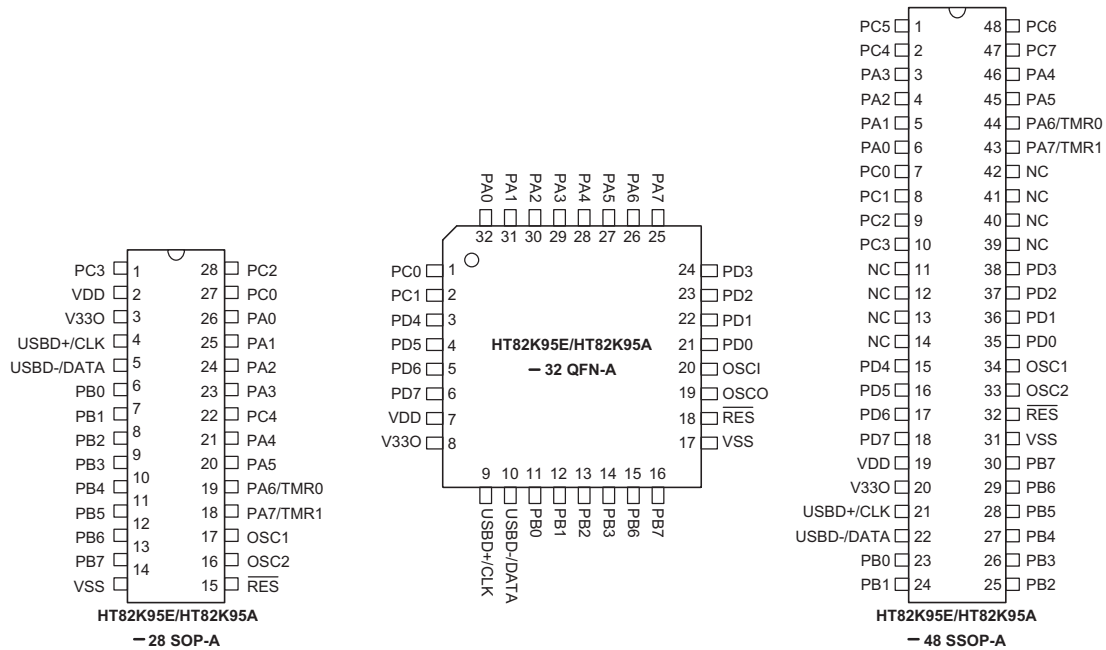 PC3 1 28 PC2
VDD 2 27 PC0
V33O 3 26 PA0
USBD+/CLK 4 25 PA1
USBD-/DATA 5 24 PA2
PB0 6 23 PA3
PB1 7 22 PC4
PB2 8 21 PA4
PB3 9 20 PA5
PB4 10 19 PA6/TMR0
PB5 11 18 PA7/TMR1
PB6 12 17 OSC1
PB7 13 16 OSC2
VSS 14 15 RES
HT82K95E/HT82K95A
– 28 SOP-A
PA0 PA1 PA2 PA3 PA4 PA5 PA6 PA7
32 31 30 29 28 27 26 25
PC0 1 24 PD3
PC1 2 23 PD2
PD4 3 22 PD1
PD5 4 21 PD0
HT82K95E/HT82K95A
– 32 QFN-A
PD6 5 20 OSCI
PD7 6 19 OSCO
VDD 7 18 RES
V33O 8 17 VSS
9 10 11 12 13 14 15 16
USBD+/CLK USBD-/DATA PB0 PB1 PB2 PB3 PB6 PB7
PC5 1 48 PC6
PC4 2 47 PC7
PA3 3 46 PA4
PA2 4 45 PA5
PA1 5 44 PA6/TMR0
PA0 6 43 PA7/TMR1
PC0 7 42 NC
PC1 8 41 NC
PC2 9 40 NC
PC3 10 39 NC
NC 11 38 PD3
NC 12 37 PD2
NC 13 36 PD1
NC 14 35 PD0
PD4 15 34 OSC1
PD5 16 33 OSC2
PD6 17 32 RES
PD7 18 31 VSS
VDD 19 30 PB7
V33O 20 29 PB6
USBD+/CLK 21 28 PB5
USBD-/DATA 22 27 PB4
PB0 23 26 PB3
PB1 24 25 PB2
HT82K95E/HT82K95A
– 48 SSOP-A